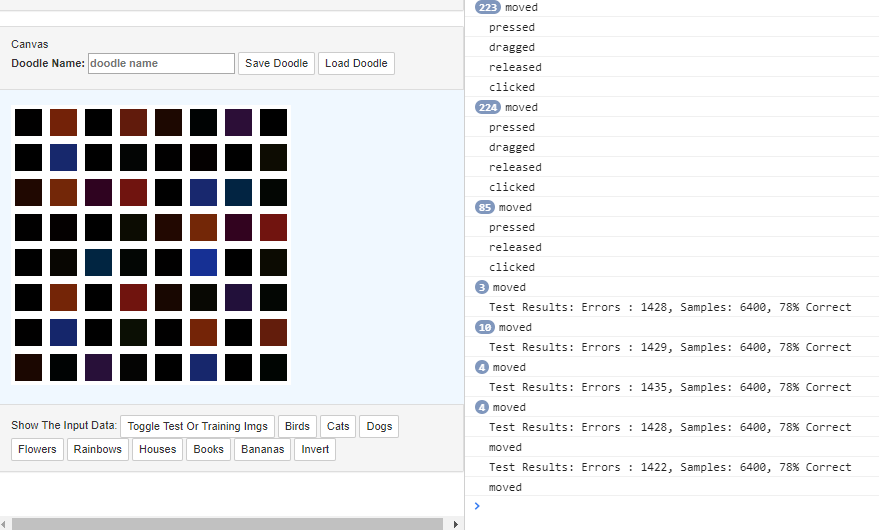 Canvas
Doodle Name: doodle name Save Doodle Load Doodle
Show The Input Data: Toggle Test Or Training Imgs Birds Cats Dogs
Flowers Rainbows Houses Books Bananas Invert
223 moved
pressed
dragged
released
clicked
224 moved
pressed
dragged
released
clicked
85 moved
pressed
released
clicked
3 moved
Test Results: Errors : 1428, Samples: 6400, 78% Correct
10 moved
Test Results: Errors : 1429, Samples: 6400, 78% Correct
4 moved
Test Results: Errors : 1435, Samples: 6400, 78% Correct
4 moved
Test Results: Errors : 1428, Samples: 6400, 78% Correct
moved
Test Results: Errors : 1422, Samples: 6400, 78% Correct
moved